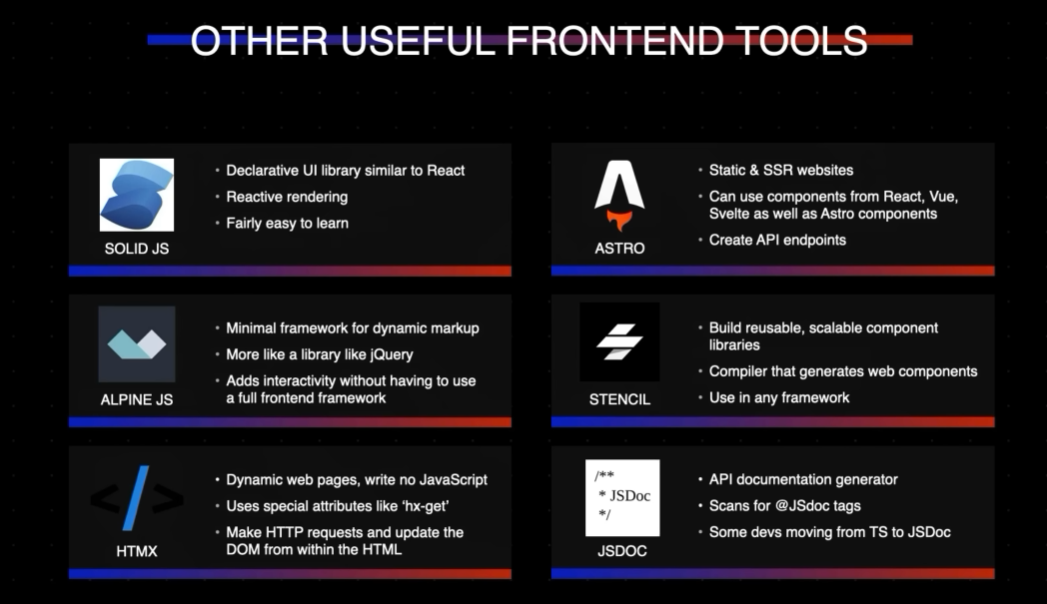 OTHER USEFUL FRONTEND TOOLS
SOLID JS
• Declarative UI library similar to React
• Reactive rendering
• Fairly easy to learn
ASTRO
• Static & SSR websites
• Can use components from React, Vue,
Svelte as well as Astro components
• Create API endpoints
ALPINE JS
• Minimal framework for dynamic markup
• More like a library like jQuery
• Adds interactivity without having to use
a full frontend framework
STENCIL
• Build reusable, scalable component
libraries
• Compiler that generates web components
• Use in any framework
</>
HTMX
• Dynamic web pages, write no JavaScript
• Uses special attributes like ‘hx-get’
• Make HTTP requests and update the
DOM from within the HTML
/**
* JSDoc
*/
JSDOC
• API documentation generator
• Scans for @JSdoc tags
• Some devs moving from TS to JSDoc